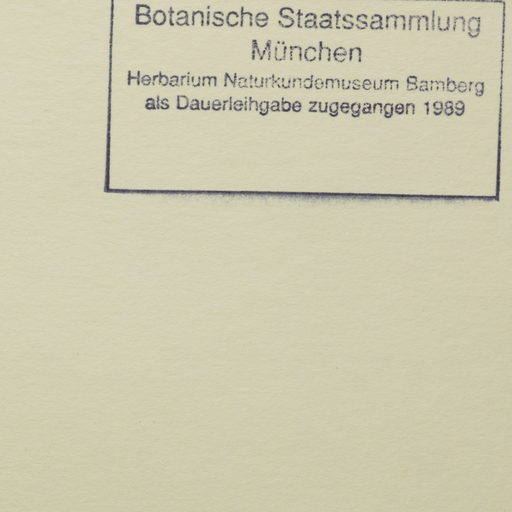 Botanische Staatssammlung
München
Herbarium Naturkundemuseum Bamberg
als Dauerleihgabe zugegangen 1989